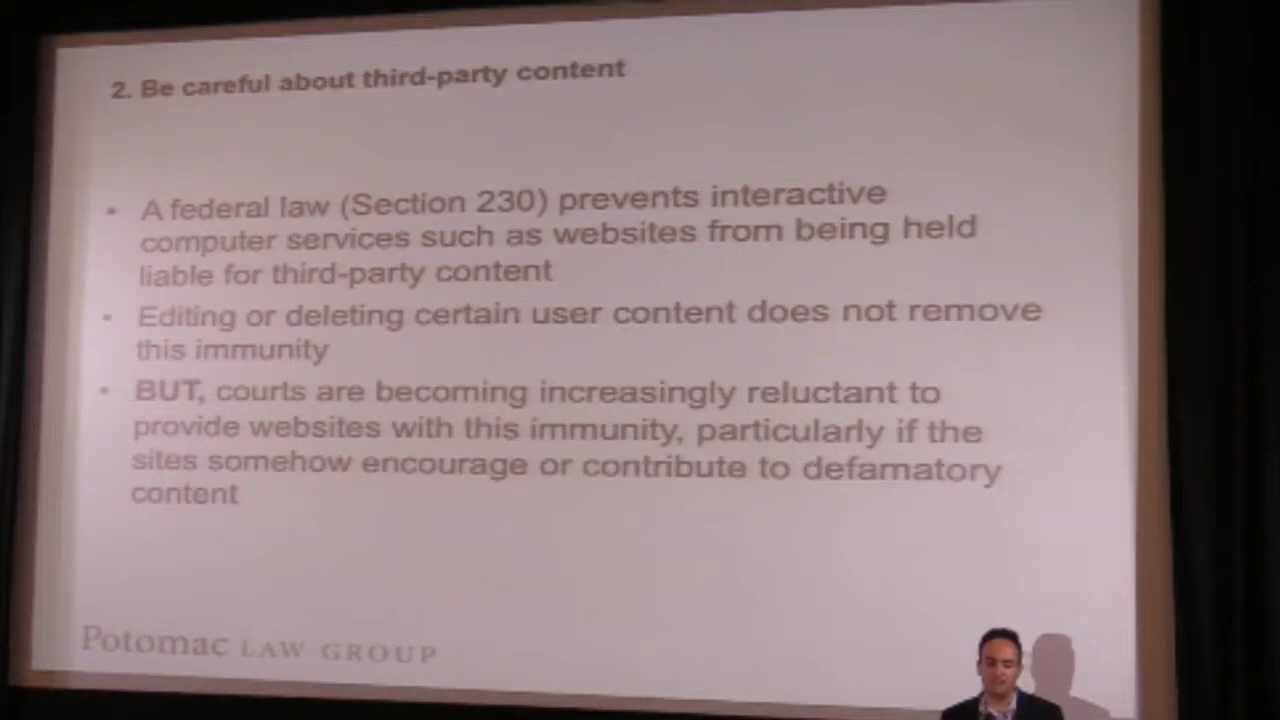 2. Be careful about third-party content
• A federal law (Section 230) prevents interactive
computer services such as websites from being held
liable for third-party content
• Editing or deleting certain user content does not remove
this immunity
• BUT, courts are becoming increasingly reluctant to
provide websites with this immunity, particularly if the
sites somehow encourage or contribute to defamatory
content
Potomac LAW GROUP